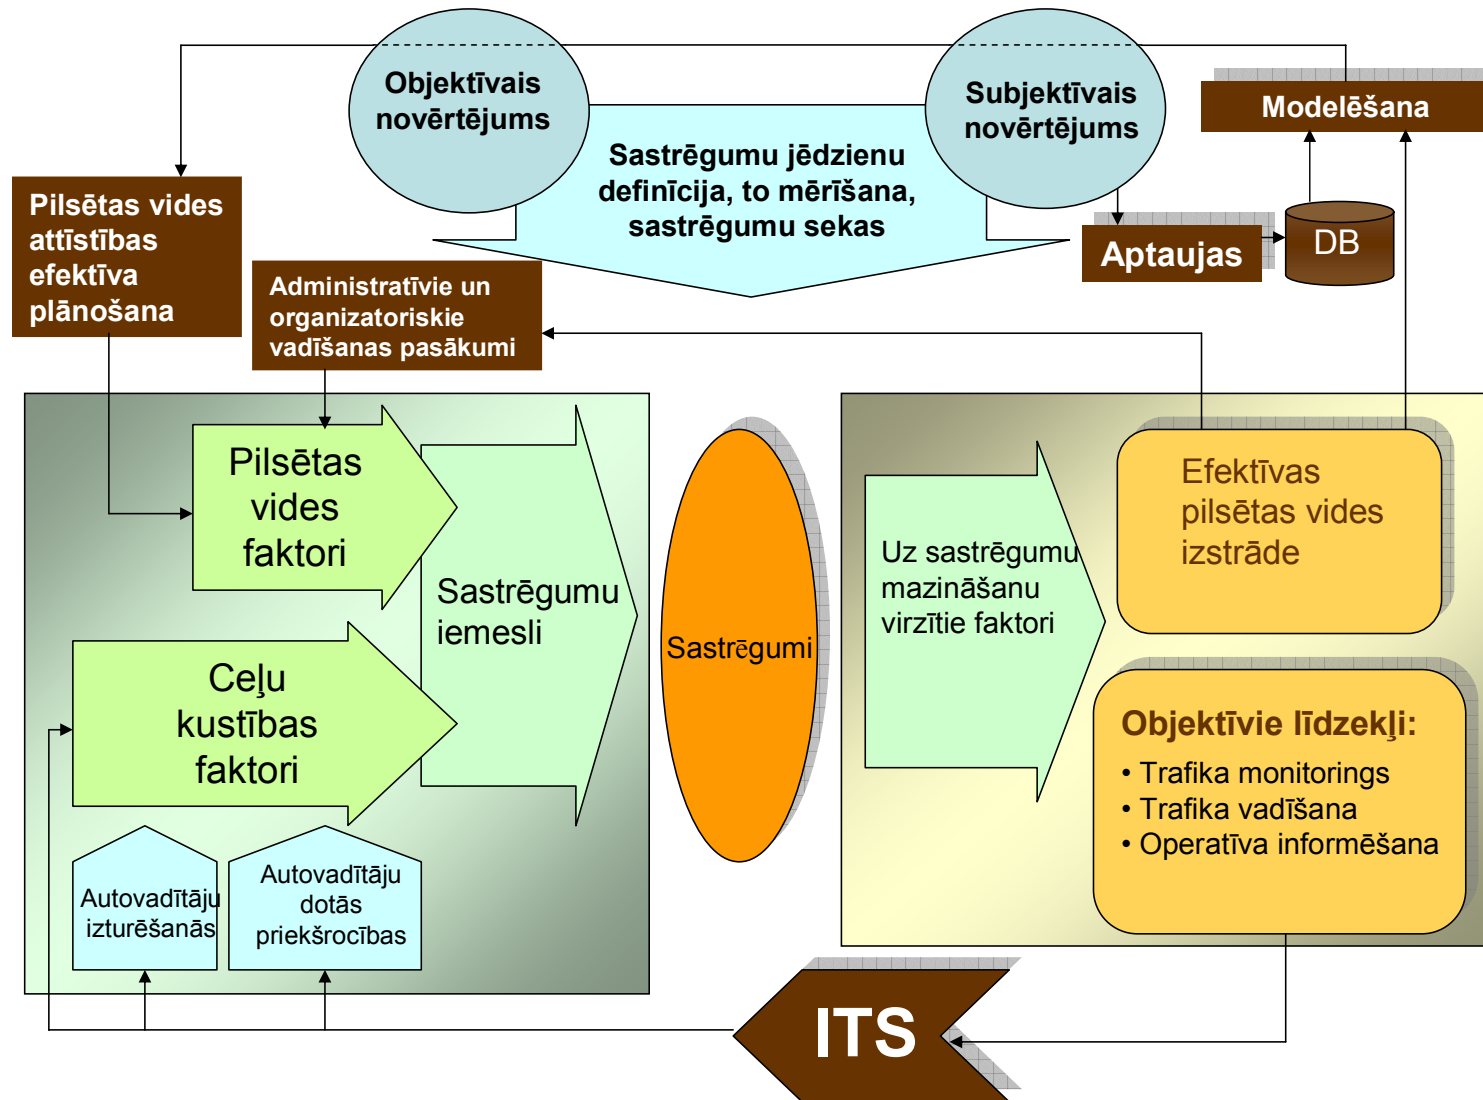 Objektīvais
novērtējums
Subjektīvais
novērtējums
Modelēšana
Sastrēgumu jēdzienu
definīcija, to mērīšana,
sastrēgumu sekas
Pilsētas vides
attīstības
efektīva
plānošana
Aptaujas
DB
Administratīvie un
organizatoriskie
vadīšanas pasākumi
Pilsētas
vides
faktori
Sastrēgumu
iemesli
Ceļu
kustības
faktori
Autovadītāju
izturēšanās
Autovadītāju
dotās
priekšrocības
Sastrēgumi
Uz sastrēgumu
mazināšanu
virzītie faktori
Efektīvas
pilsētas vides
izstrāde
Objektīvie līdzekļi:
• Trafika monitorings
• Trafika vadīšana
• Operatīva informēšana
ITS